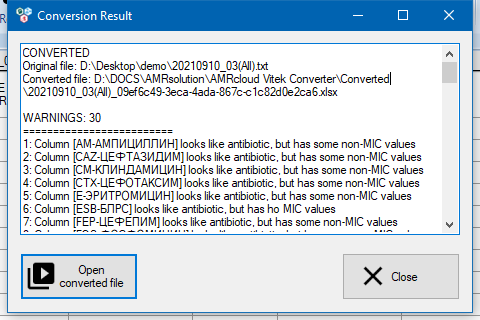 Conversion Result
CONVERTED
Original file: D:\Desktop\demo\20210910_03(All).txt
Converted file: D:\DOCS\AMRsolution\AMRcloud Vitek Converter\Converted
\20210910_03(All)_09ef6c49-3eca-4ada-867c-c1c82d0e2ca6.xlsx
WARNINGS: 30
=========================
1: Column [AM-АМПИЦИЛЛИН] looks like antibiotic, but has some non-MIC values
2: Column [CAZ-ЦЕФТАЗИДИМ] looks like antibiotic, but has some non-MIC values
3: Column [CM-КЛИНДАМИЦИН] looks like antibiotic, but has some non-MIC values
4: Column [CTX-ЦЕФОТАКСИМ] looks like antibiotic, but has some non-MIC values
5: Column [E-ЭРИТРОМИЦИН] looks like antibiotic, but has some non-MIC values
6: Column [ESB-БЛРС] looks like antibiotic, but has ho MIC values
7: Column [FEP-ЦЕФЕПИМ] looks like antibiotic, but has some non-MIC values
Open
converted file
Close